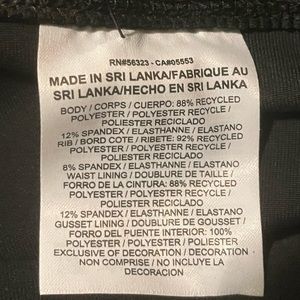 RN#56323 - CA#05553
MADE IN SRI LANKA/FABRIQUE AU
SRI LANKA/HECHO EN SRI LANKA
BODY / CORPS / CUERPO: 88% RECYCLED
POLYESTER / POLYESTER RECYCLÉ /
POLIESTER RECICLADO
12% SPANDEX / ELASTHANNE / ELASTANO
RIB / BORD COTE / RIBETE: 92% RECYCLED
POLYESTER / POLYESTER RECYCLÉ /
POLIESTER RECICLADO
8% SPANDEX / ELASTHANNE / ELASTANO
WAIST LINING / DOUBLURE DE TAILLE /
FORRO DE LA CINTURA: 88% RECYCLED
POLYESTER / POLYESTER RECYCLÉ /
POLIESTER RECICLADO
12% SPANDEX / ELASTHANNE / ELASTANO
GUSSET LINING / DOUBLURE DE GOUSSET /
FORRO DEL PUENTE INTERIOR: 100%
POLYESTER / POLYESTER / POLIESTER
EXCLUSIVE OF DECORATION / DECORATION
NON COMPRISE / NO INCLUYE LA
DECORACION